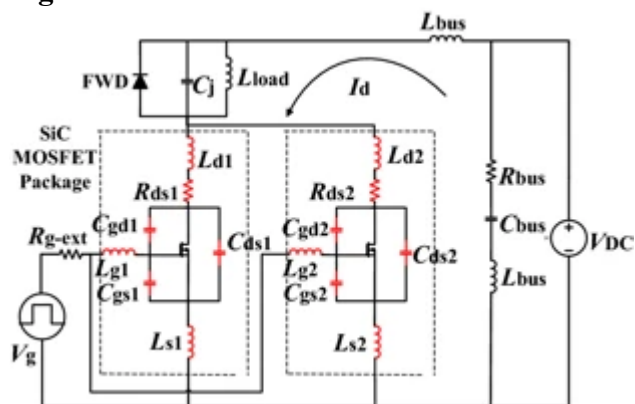 Lbus
FWD
Cj
Lload
Id
SiC
MOSFET
Package
Ld1
Ld2
Rbus
Rds1
Rds2
Cgd1
Cgd2
Cbus
Rg-ext
Cds1
Cds2
VDC
Lg1
Lg2
Cgs1
Cgs2
Lbus
Vg
Ls1
Ls2